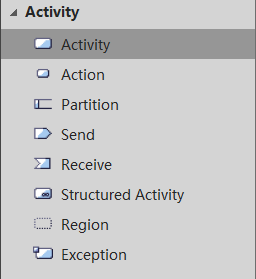 Activity
Activity
Action
Partition
Send
Receive
Structured Activity
Region
Exception